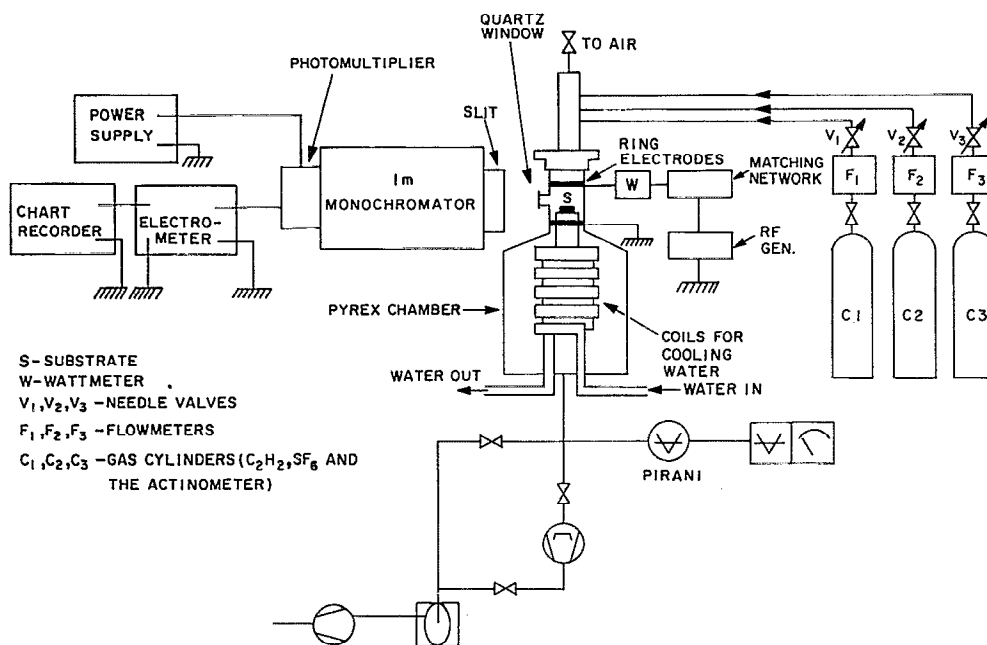 QUARTZ
WINDOW
TO AIR
PHOTOMULTIPLIER
SLIT
POWER
SUPPLY
RING
ELECTRODES
MATCHING
NETWORK
V₁
V₂
V₃
W
F₁
F₂
F₃
1m
MONOCHROMATOR
S
CHART
RECORDER
ELECTRO-
METER
RF
GEN.
PYREX CHAMBER
C1
C2
C3
COILS FOR
COOLING
WATER
WATER OUT
WATER IN
S-SUBSTRATE
W-WATTMETER
V₁,V₂,V₃-NEEDLE VALVES
F₁,F₂,F₃-FLOWMETERS
C₁,C₂,C₃-GAS CYLINDERS(C₂H₂,SF₆ AND
THE ACTINOMETER)
PIRANI